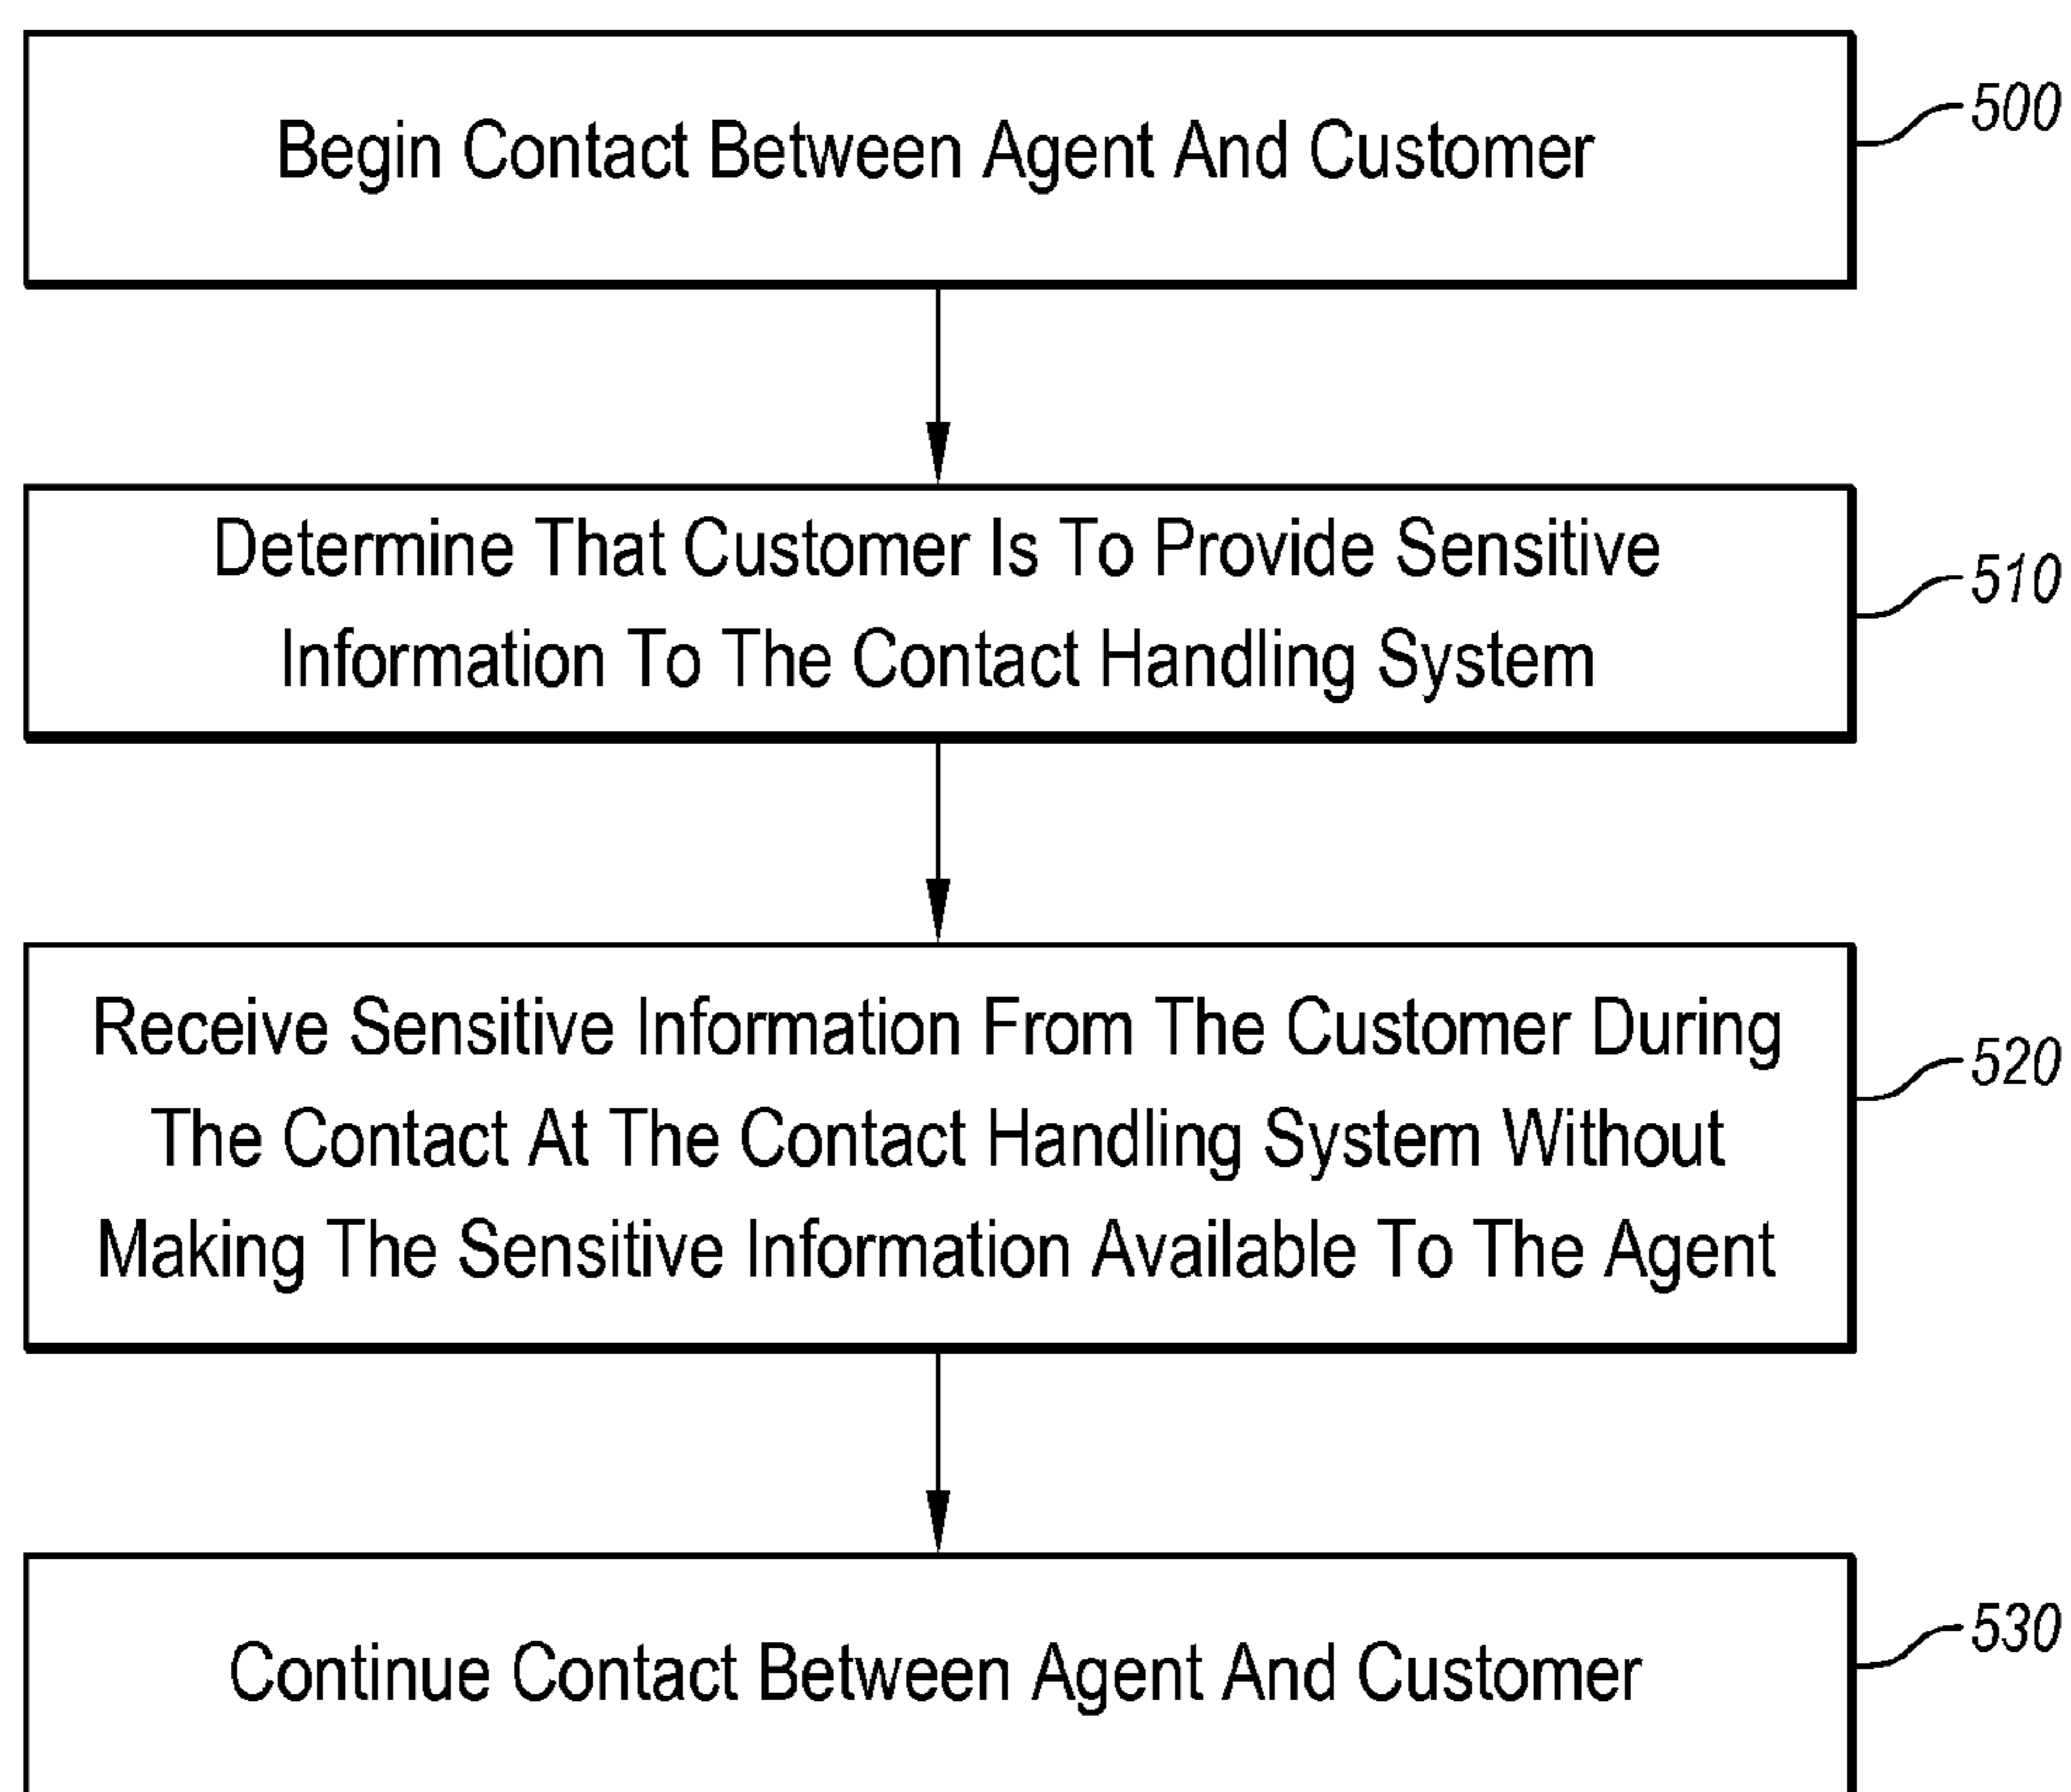 Begin Contact Between Agent And Customer
500
Determine That Customer Is To Provide Sensitive
Information To The Contact Handling System
510
Receive Sensitive Information From The Customer During
The Contact At The Contact Handling System Without
Making The Sensitive Information Available To The Agent
520
Continue Contact Between Agent And Customer
530